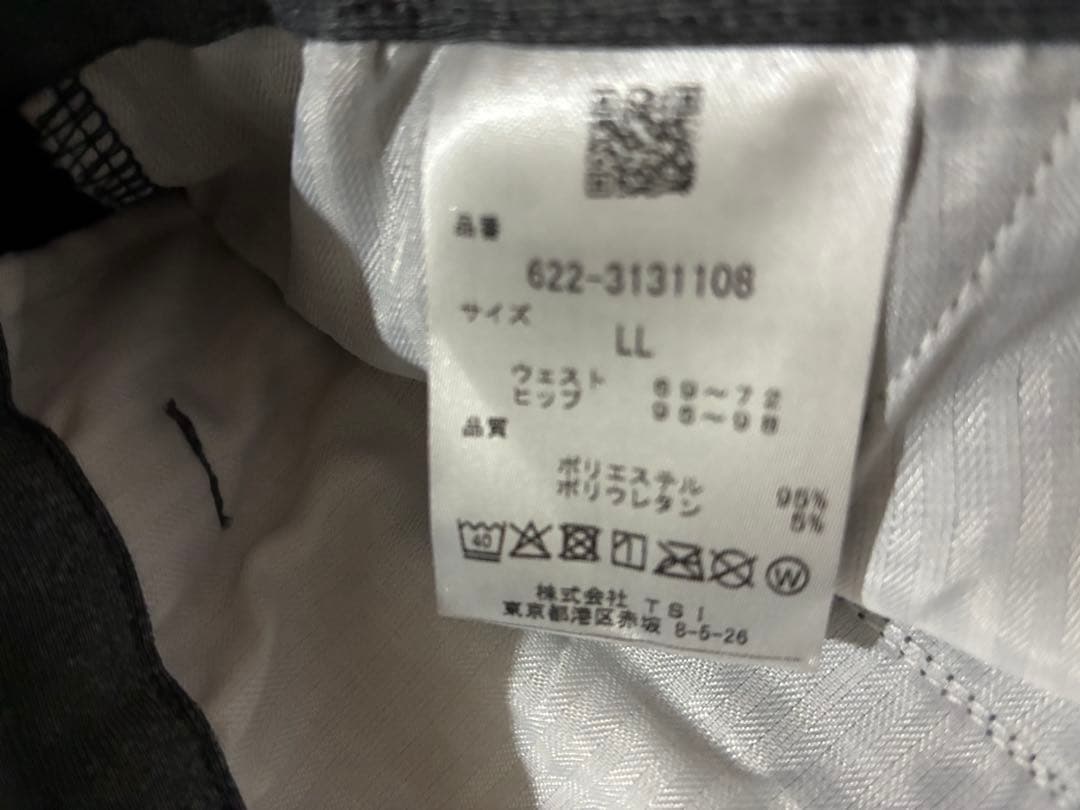 品番
622-3131108
サイズ
LL
ウェスト 69～72
ヒップ 95～98
品質
ポリエステル 95%
ポリウレタン 5%
40
W
株式会社 TSI
東京都港区赤坂 8-5-26